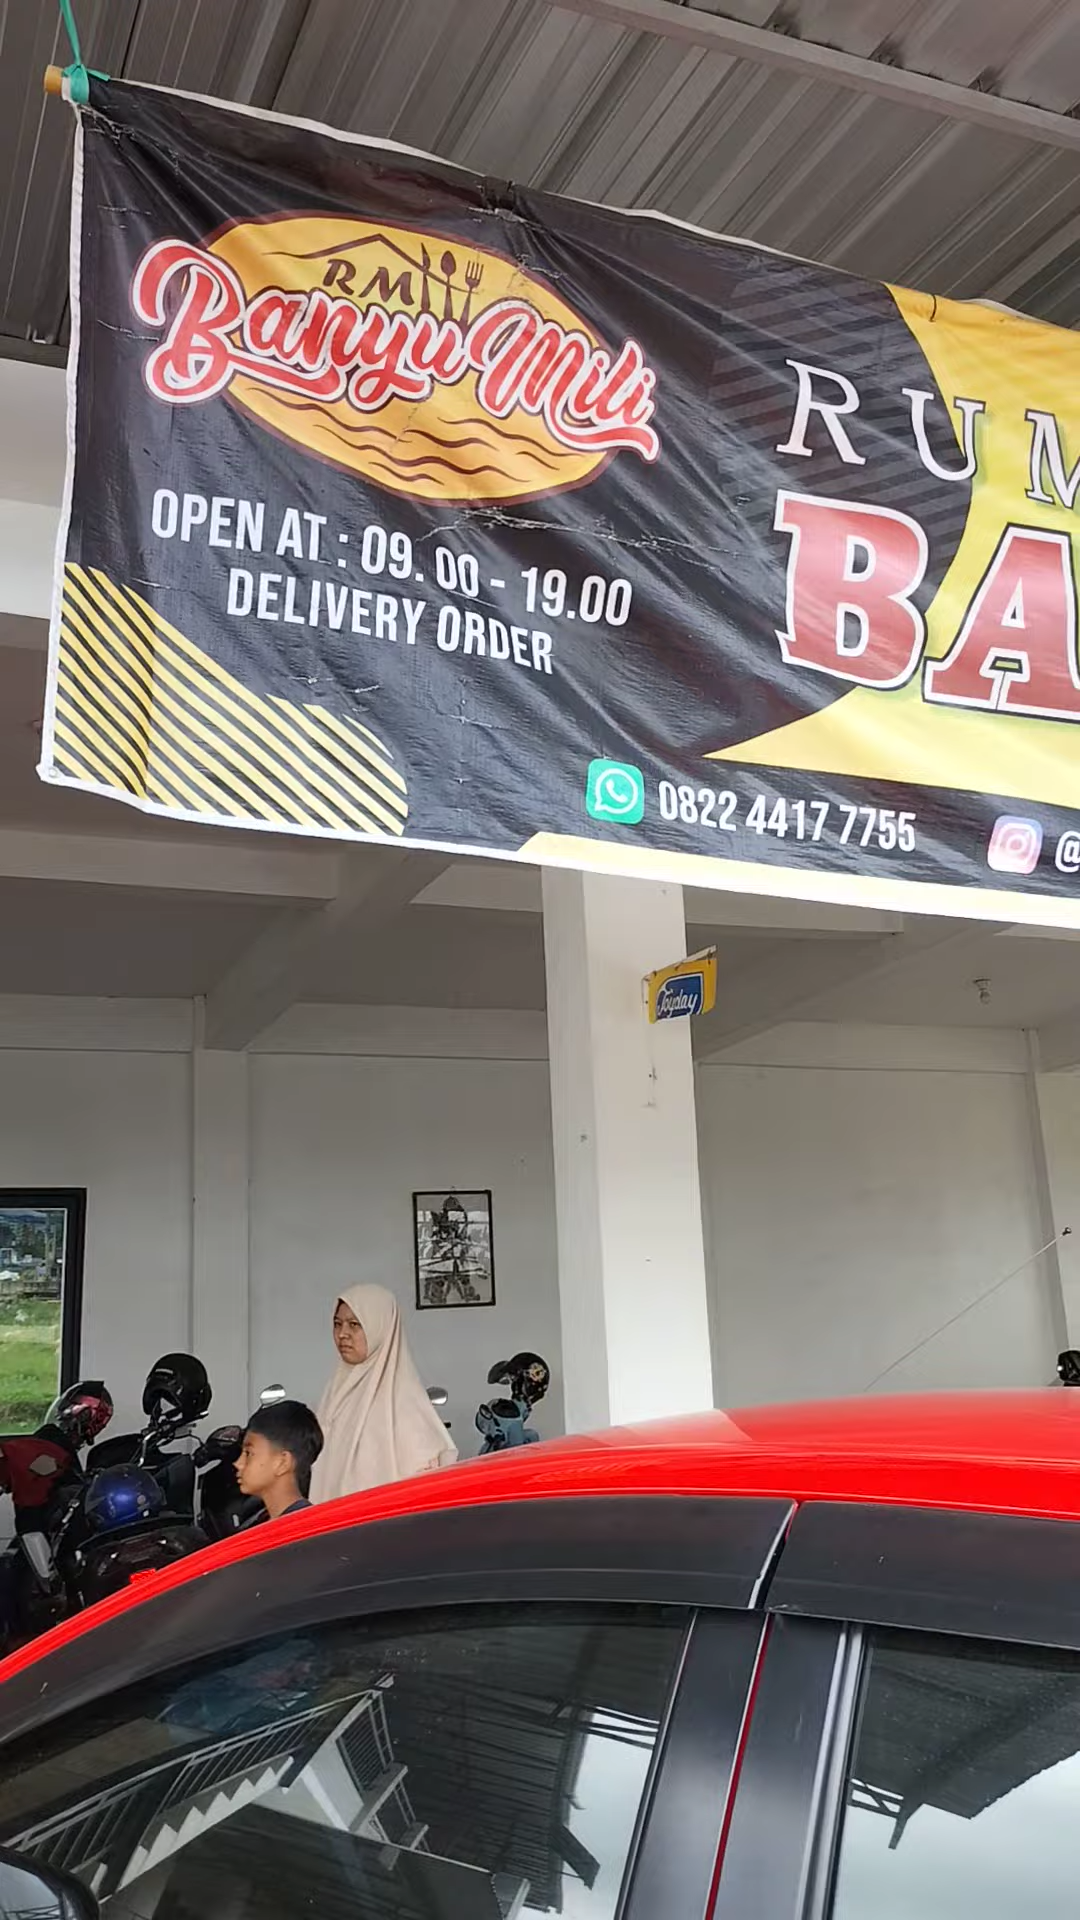 RM
Banyu Mili
OPEN AT : 09.00 - 19.00
DELIVERY ORDER
RUM
BA
0822 4417 7755
@
Joyday